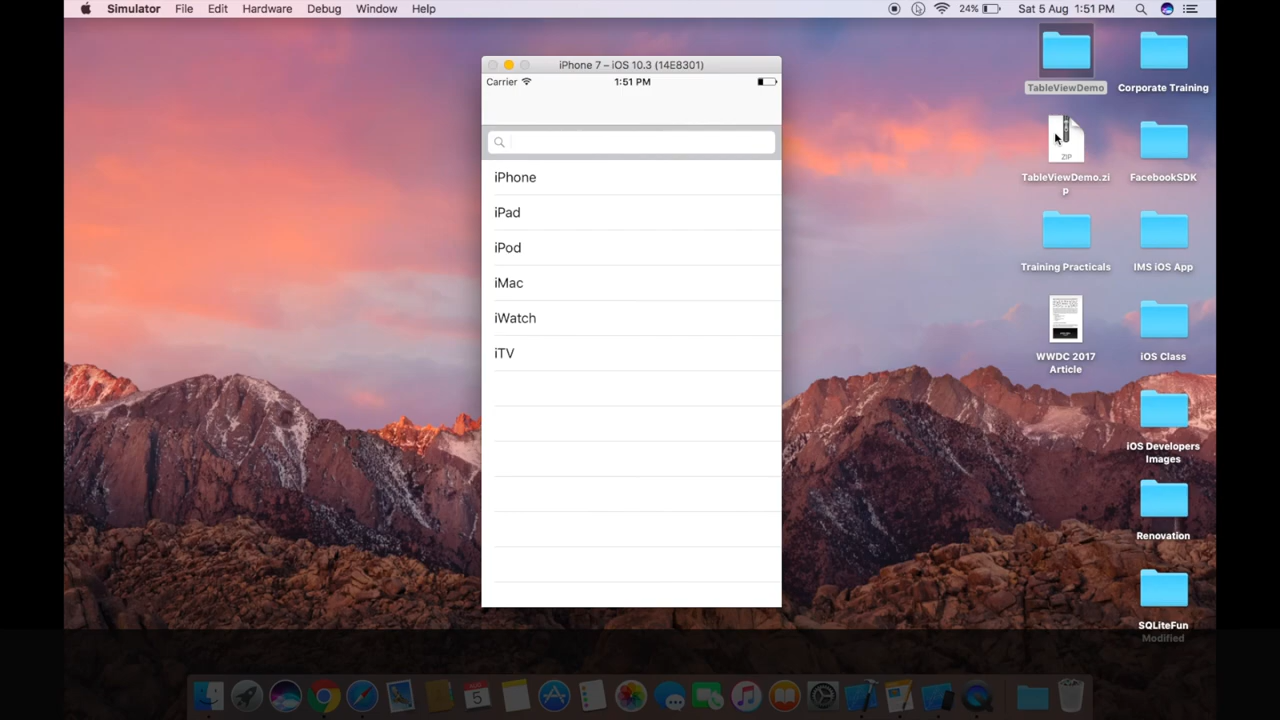 Simulator File Edit Hardware Debug Window Help
24% Sat 5 Aug 1:51 PM
iPhone 7 – iOS 10.3 (14E8301)
Carrier 1:51 PM
iPhone
iPad
iPod
iMac
iWatch
iTV
TableViewDemo
Corporate Training
ZIP
TableViewDemo.zi
p
FacebookSDK
Training Practicals
IMS iOS App
WWDC 2017
Article
iOS Class
iOS Developers
Images
Renovation
SQLiteFun
Modified
5